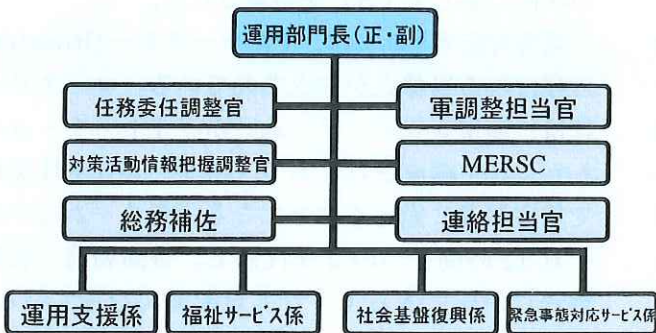 運用部門長(正・副)
任務委任調整官
軍調整担当官
対策活動情報把握調整官
MERSC
総務補佐
連絡担当官
運用支援係
福祉サービス係
社会基盤復興係
緊急事態対応サービス係